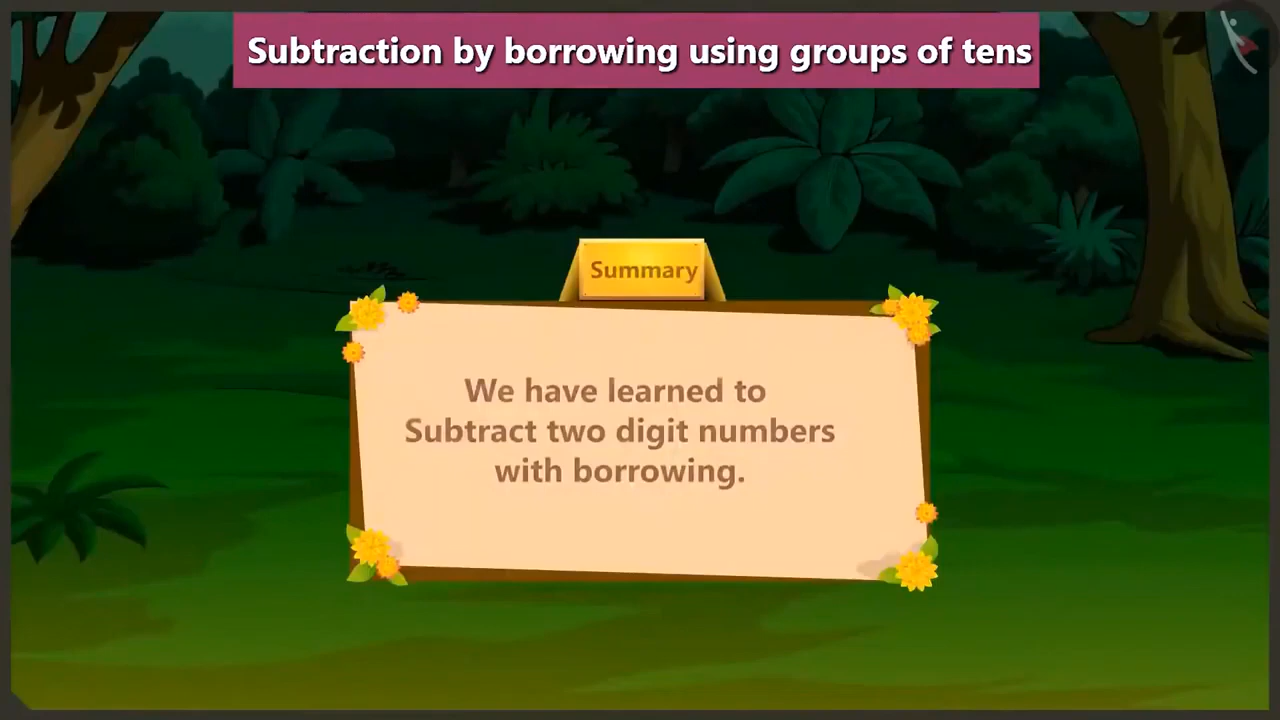 Subtraction by borrowing using groups of tens
Summary
We have learned to
Subtract two digit numbers
with borrowing.